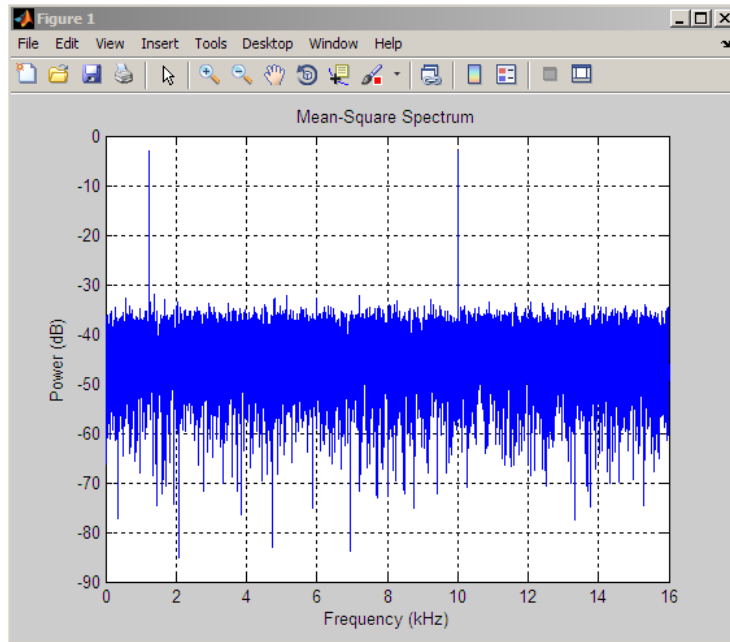 Figure 1
File Edit View Insert Tools Desktop Window Help
Mean-Square Spectrum
0
-10
-20
-30
-40
-50
-60
-70
-80
-90
Power (dB)
0 2 4 6 8 10 12 14 16
Frequency (kHz)